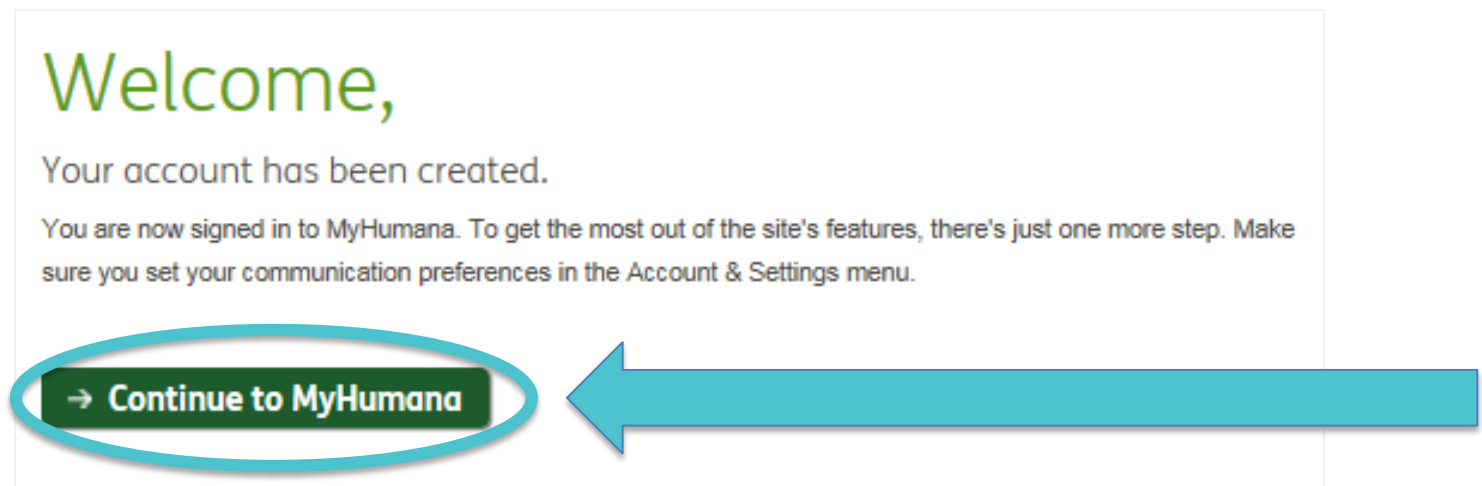 Welcome,
Your account has been created.
You are now signed in to MyHumana. To get the most out of the site's features, there's just one more step. Make
sure you set your communication preferences in the Account & Settings menu.
→ Continue to MyHumana